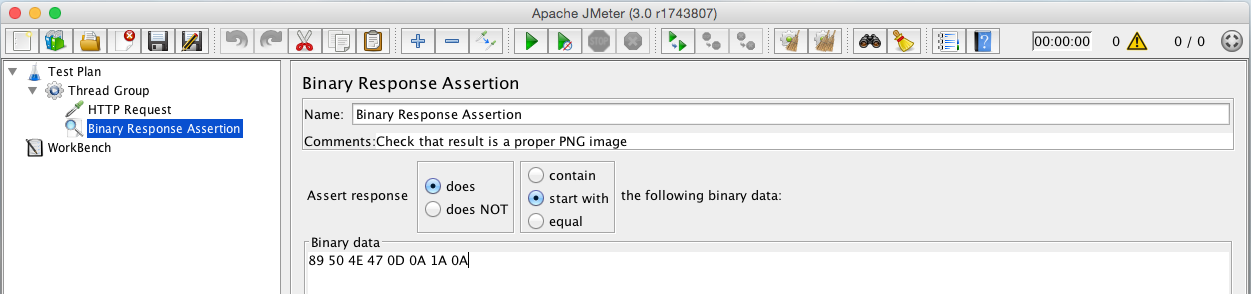 Apache JMeter (3.0 r1743807)
00:00:00 0 0 / 0
Test Plan
Thread Group
HTTP Request
Binary Response Assertion
WorkBench
Binary Response Assertion
Name: Binary Response Assertion
Comments:Check that result is a proper PNG image
Assert response
does
does NOT
contain
start with
equal
the following binary data:
Binary data
89 50 4E 47 0D 0A 1A 0A